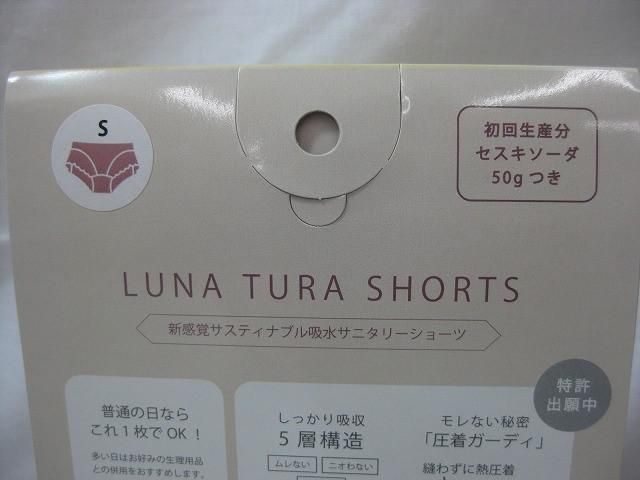 S
初回生産分
セスキソーダ
50gつき
LUNA TURA SHORTS
新感覚サスティナブル吸水サニタリーショーツ
特許
出願中
普通の日なら
これ1枚でOK！
多い日はお好みの生理用品
との併用をおすすめします。
しっかり吸収
5層構造
ムレない ニオわない
モレない秘密
「圧着ガーディ」
縫わずに熱圧着